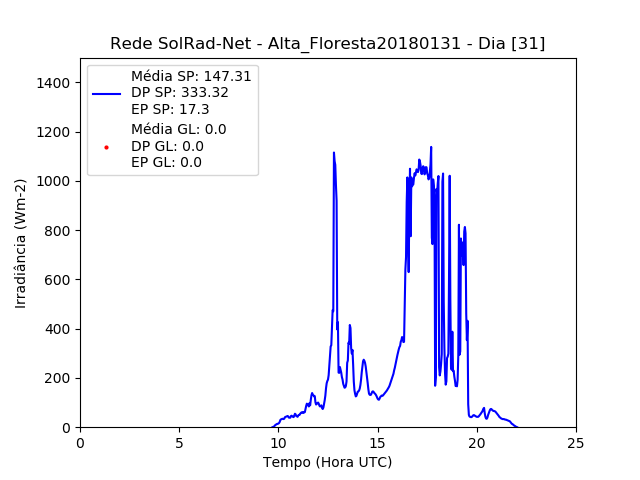 Rede SolRad-Net - Alta_Floresta20180131 - Dia [31]
Média SP: 147.31
DP SP: 333.32
EP SP: 17.3
Média GL: 0.0
DP GL: 0.0
EP GL: 0.0
1400
1200
1000
800
600
400
200
0
Irradiância (Wm-2)
0 5 10 15 20 25
Tempo (Hora UTC)